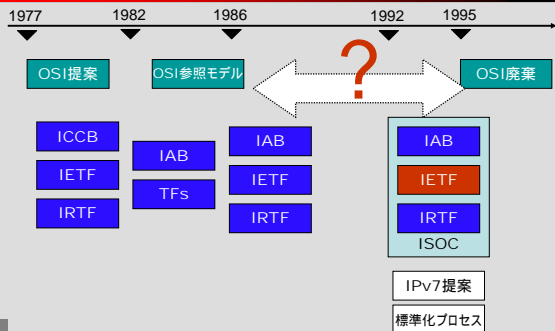 1977
1982
1986
1992
1995
OSI提案
OSI参照モデル
?
OSI廃棄
ICCB
IETF
IRTF
IAB
TFs
IAB
IETF
IRTF
IAB
IETF
IRTF
ISOC
IPv7提案
標準化プロセス